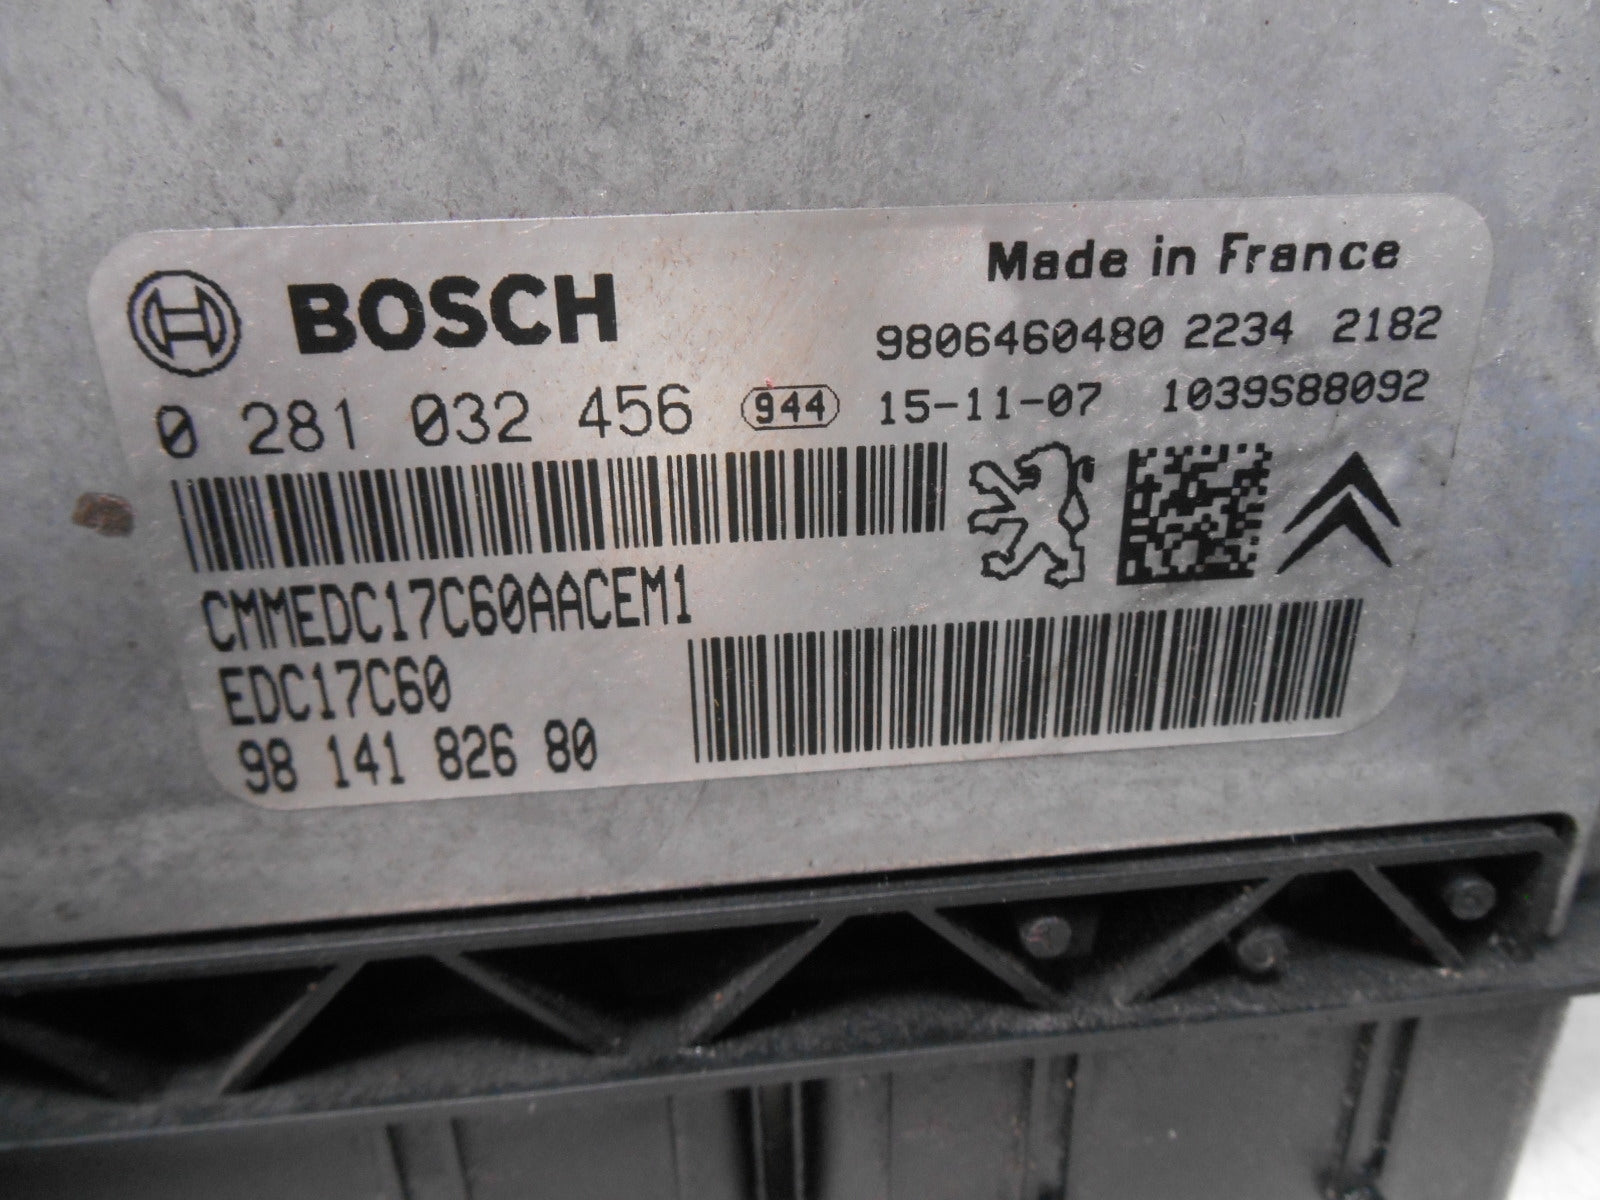 BOSCH
Made in France
9806460480 2234 2182
0 281 032 456 944 15-11-07 1039S88092
CMMEDC17C60AACEM1
EDC17C60
98 141 826 80